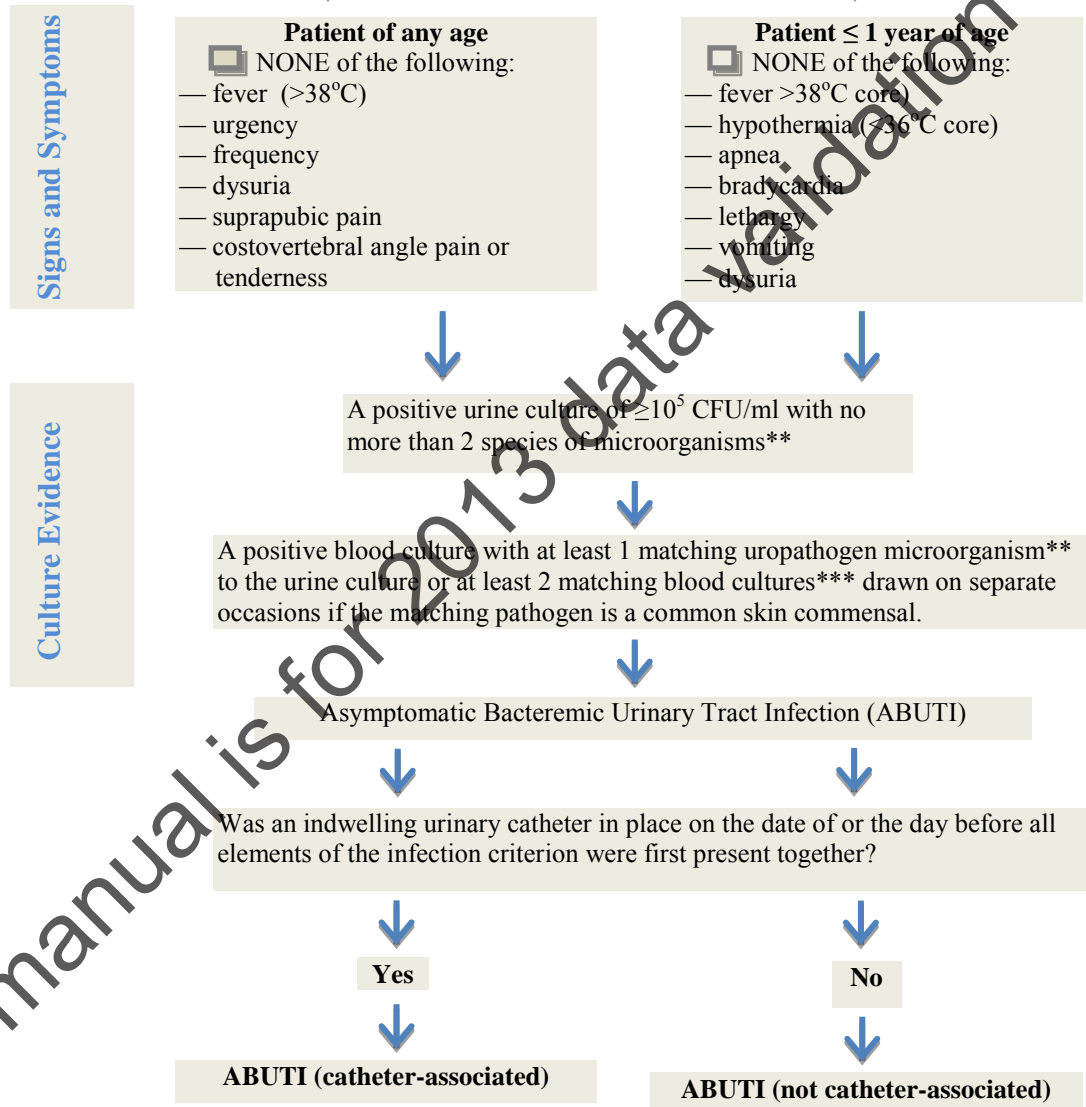 Signs and Symptoms
Patient of any age
NONE of the following:
— fever (>38°C)
— urgency
— frequency
— dysuria
— suprapubic pain
— costovertebral angle pain or
tenderness
Patient ≤ 1 year of age
NONE of the following:
— fever >38°C core)
— hypothermia (<36°C core)
— apnea
— bradycardia
— lethargy
— vomiting
— dysuria
Culture Evidence
A positive urine culture of ≥10⁵ CFU/ml with no
more than 2 species of microorganisms**
A positive blood culture with at least 1 matching uropathogen microorganism**
to the urine culture or at least 2 matching blood cultures*** drawn on separate
occasions if the matching pathogen is a common skin commensal.
Asymptomatic Bacteremic Urinary Tract Infection (ABUTI)
Was an indwelling urinary catheter in place on the date of or the day before all
elements of the infection criterion were first present together?
Yes
No
ABUTI (catheter-associated)
ABUTI (not catheter-associated)
manual is for 2013 data validation